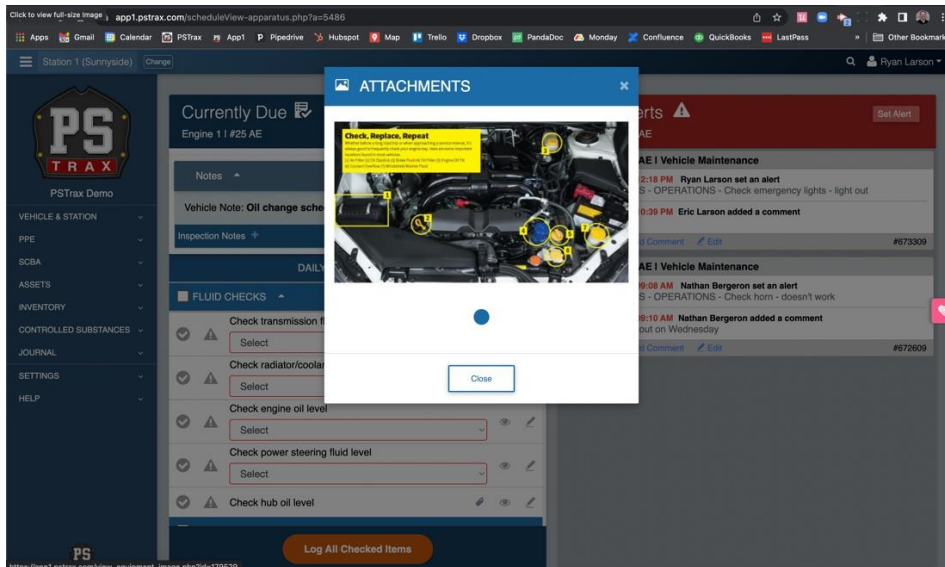 Click to view full-size image
app1.pstrax.com/scheduleView-apparatus.php?a=5486
Apps Gmail Calendar PSTrax App1 Pipedrive Hubspot Map Trello Dropbox PandaDoc Monday Confluence QuickBooks LastPass » Other Bookmark
Station 1 (Sunnyside) Change
Ryan Larson
PS
TRAX
PSTrax Demo
VEHICLE & STATION
PPE
SCBA
ASSETS
INVENTORY
CONTROLLED SUBSTANCES
JOURNAL
SETTINGS
HELP
PS
Currently Due
Engine 1 | #25 AE
Notes
Vehicle Note: Oil change sche
Inspection Notes +
DAILY
FLUID CHECKS
Check transmission f
Select
Check radiator/coola
Select
Check engine oil level
Select
Check power steering fluid level
Select
Check hub oil level
Log All Checked Items
ATTACHMENTS ×
Check, Replace, Repeat
1
2
3
Close
erts
AE
Set Alert
AE | Vehicle Maintenance
2:18 PM Ryan Larson set an alert
S - OPERATIONS - Check emergency lights - light out
0:39 PM Eric Larson added a comment
d Comment Edit #673309
AE | Vehicle Maintenance
9:08 AM Nathan Bergeron set an alert
S - OPERATIONS - Check horn - doesn't work
9:10 AM Nathan Bergeron added a comment
out on Wednesday
d Comment Edit #672609